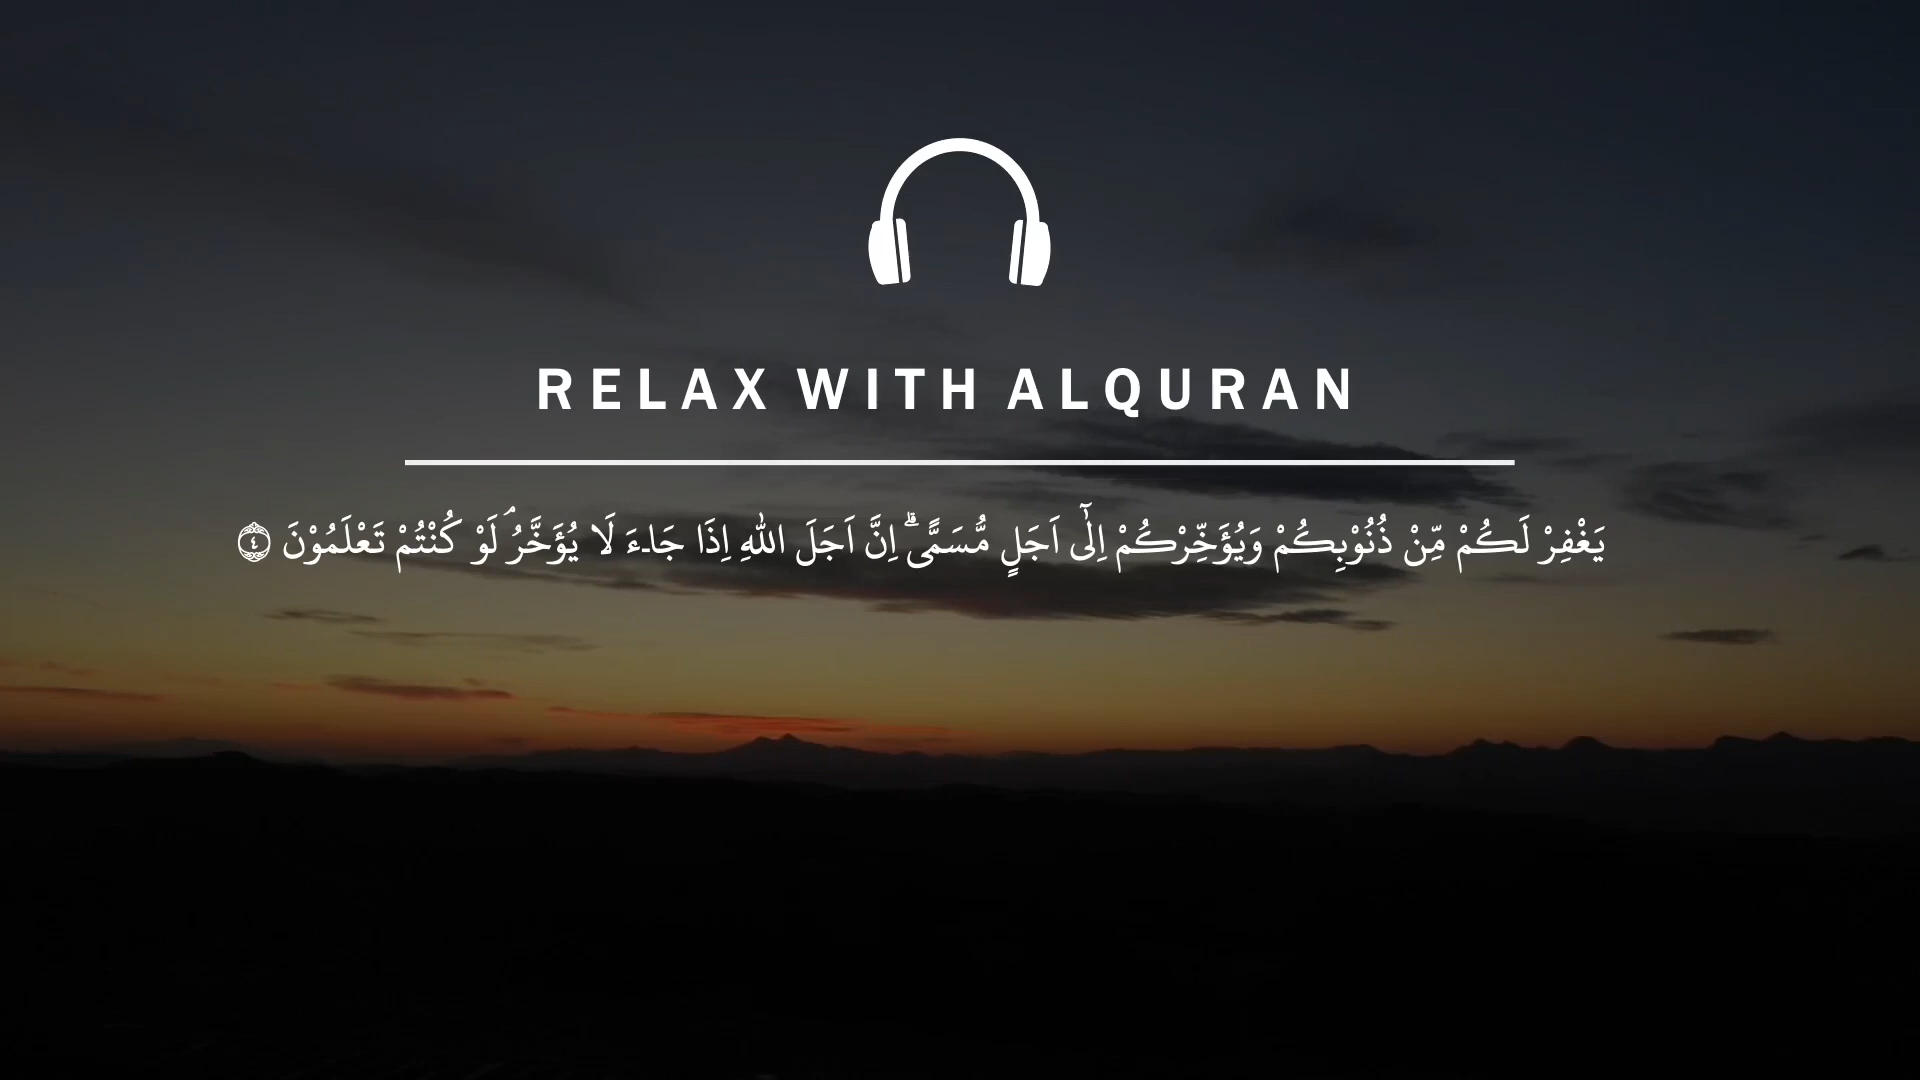 RELAX WITH ALQURAN
يَغْفِرْ لَكُمْ مِّنْ ذُنُوْبِكُمْ وَيُؤَخِّرْكُمْ اِلٰٓى اَجَلٍ مُّسَمًّىۗ اِنَّ اَجَلَ اللّٰهِ اِذَا جَاۤءَ لَا يُؤَخَّرُۘ لَوْ كُنْتُمْ تَعْلَمُوْنَ ۝٤